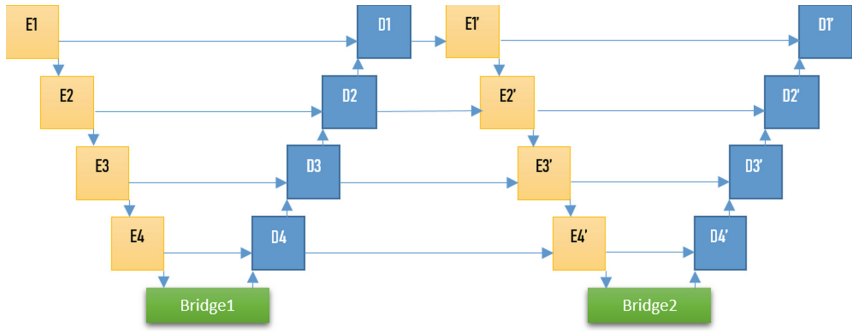 E1 D1 E1' D1'
E2 D2 E2' D2'
E3 D3 E3' D3'
E4 D4 E4' D4'
Bridge1 Bridge2